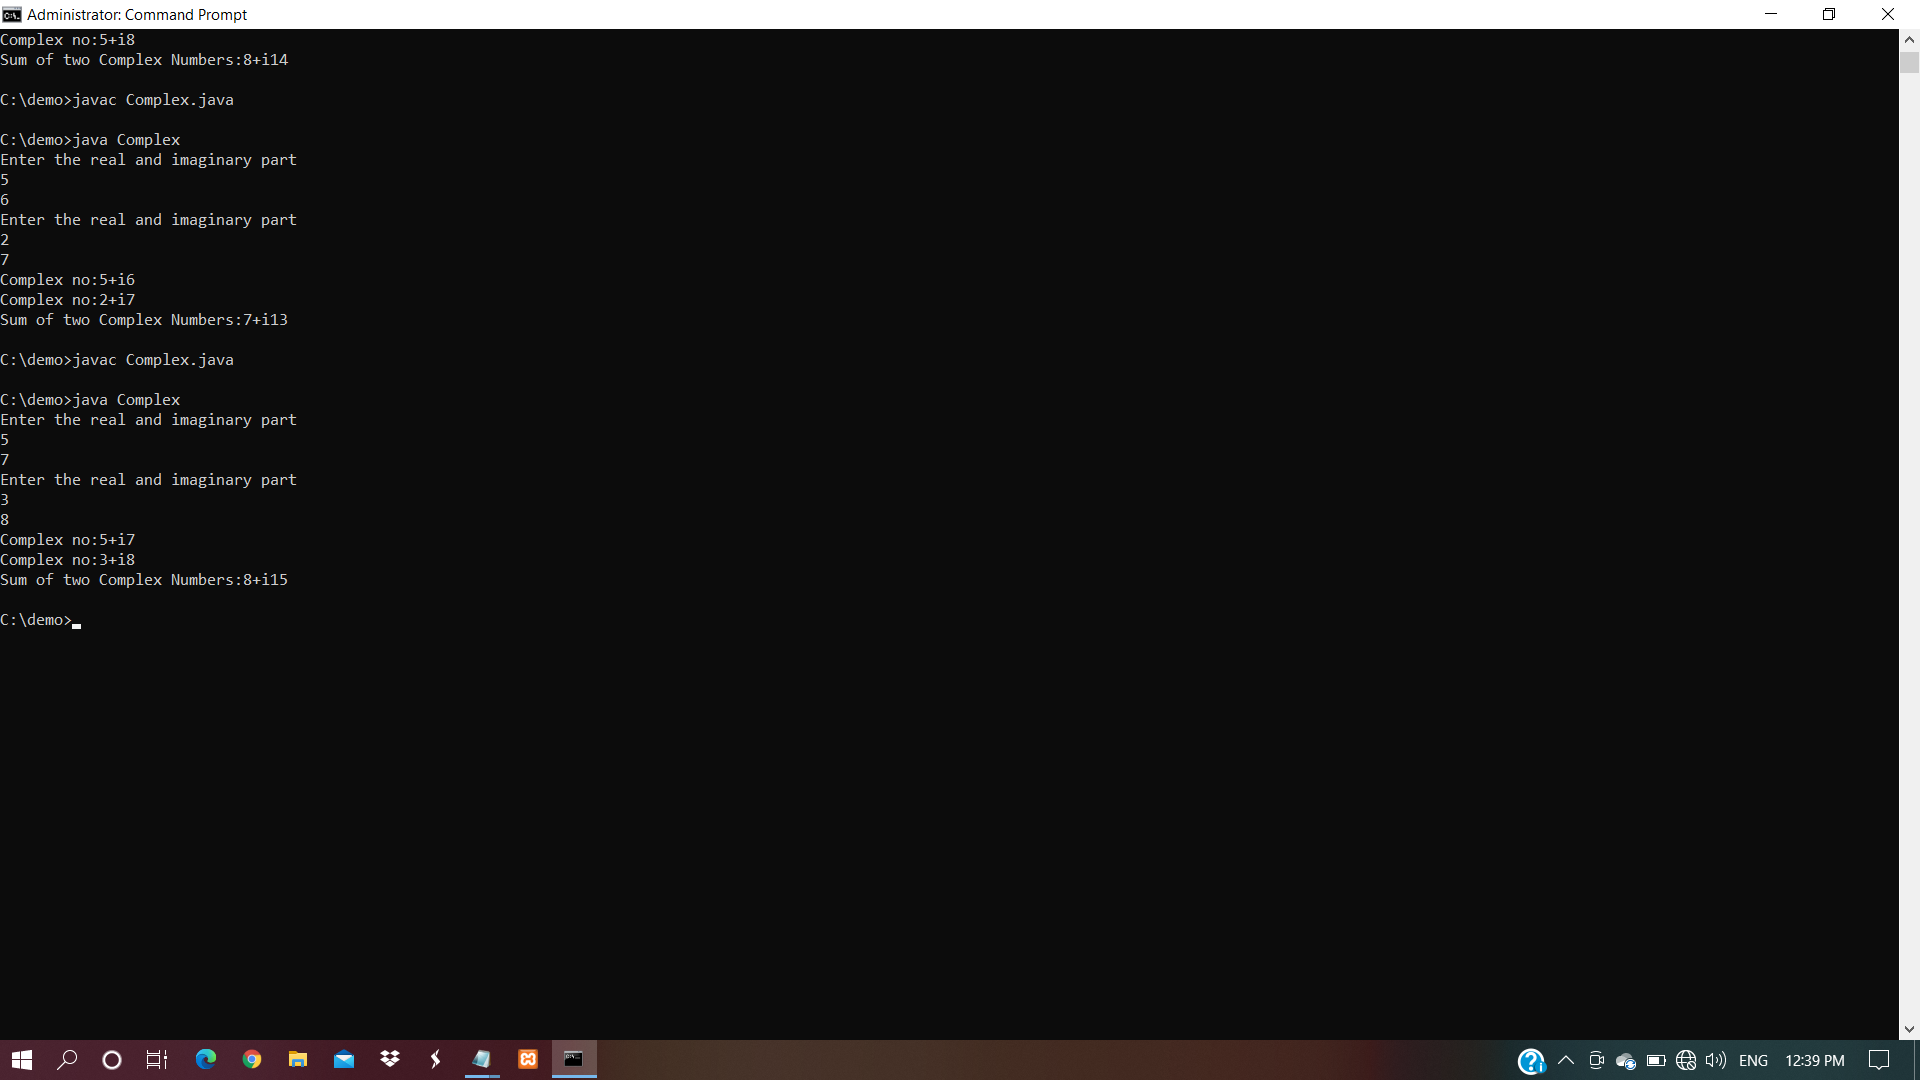 Administrator: Command Prompt
Complex no:5+i8
Sum of two Complex Numbers:8+i14
C:\demo>javac Complex.java
C:\demo>java Complex
Enter the real and imaginary part
5
6
Enter the real and imaginary part
2
7
Complex no:5+i6
Complex no:2+i7
Sum of two Complex Numbers:7+i13
C:\demo>javac Complex.java
C:\demo>java Complex
Enter the real and imaginary part
5
7
Enter the real and imaginary part
3
8
Complex no:5+i7
Complex no:3+i8
Sum of two Complex Numbers:8+i15
C:\demo>
ENG 12:39 PM